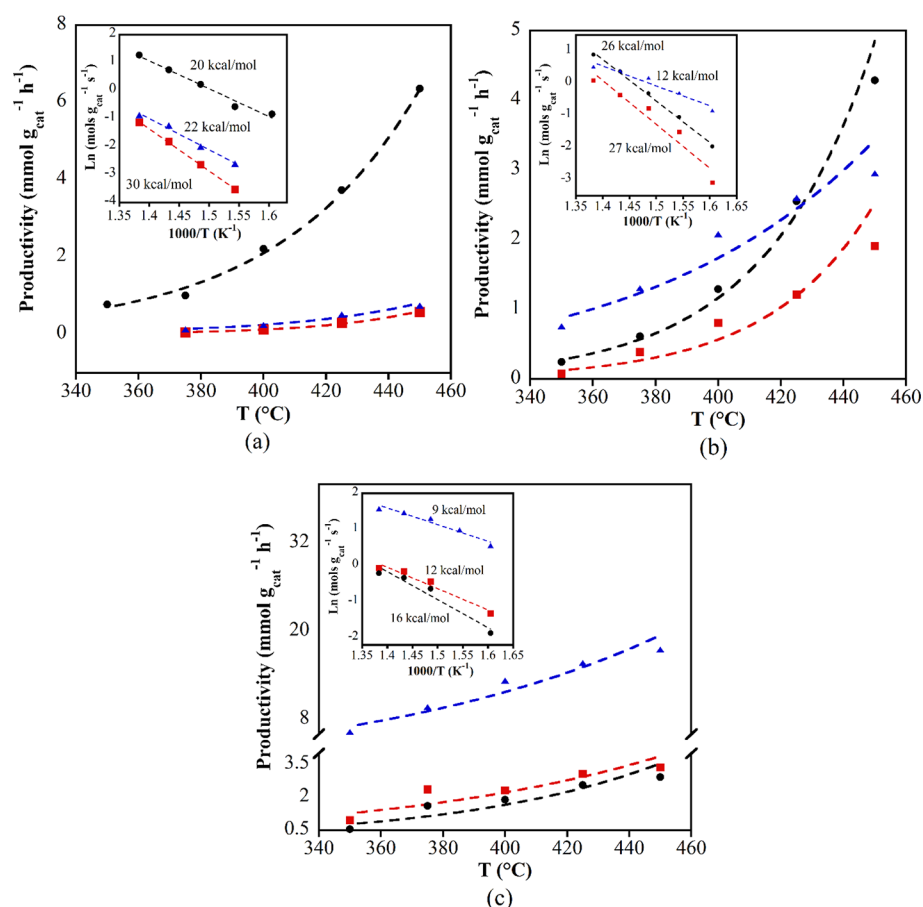 (a)
Productivity (mmol g_cat^-1 h^-1)
8
6
4
2
0
340 360 380 400 420 440 460
T (°C)
Ln (mols g_cat^-1 s^-1)
2
1
0
-1
-2
-3
-4
20 kcal/mol
22 kcal/mol
30 kcal/mol
1.35 1.4 1.45 1.5 1.55 1.6
1000/T (K^-1)
(a)
(b)
Productivity (mmol g_cat^-1 h^-1)
5
4
3
2
1
0
340 360 380 400 420 440 460
T (°C)
Ln (mols g_cat^-1 s^-1)
1
0
-1
-2
-3
26 kcal/mol
12 kcal/mol
27 kcal/mol
1.35 1.4 1.45 1.5 1.55 1.6 1.65
1000/T (K^-1)
(b)
Productivity (mmol g_cat^-1 h^-1)
32
20
8
3.5
2
0.5
340 360 380 400 420 440 460
T (°C)
Ln (mols g_cat^-1 s^-1)
2
1
0
-1
-2
9 kcal/mol
12 kcal/mol
16 kcal/mol
1.35 1.4 1.45 1.5 1.55 1.6 1.65
1000/T (K^-1)
(c)